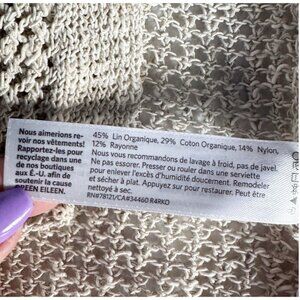 Nous aimerions re-
voir nos vêtements!
Rapportez-les pour
recyclage dans une
de nos boutiques
aux É.-U. afin de
soutenir la cause
GREEN EILEEN.
45% Lin Organique, 29% Coton Organique, 14% Nylon,
12% Rayonne
Nous vous recommandons de lavage à froid, pas de javel.
Ne pas essorer. Presser ou rouler dans une serviette
pour enlever l'excès d'humidité doucement. Remodeler
et sécher à plat. Appuyez sur pour restaurer. Peut être
nettoyé à sec.
RN#78121/CA#34460 R4RKO